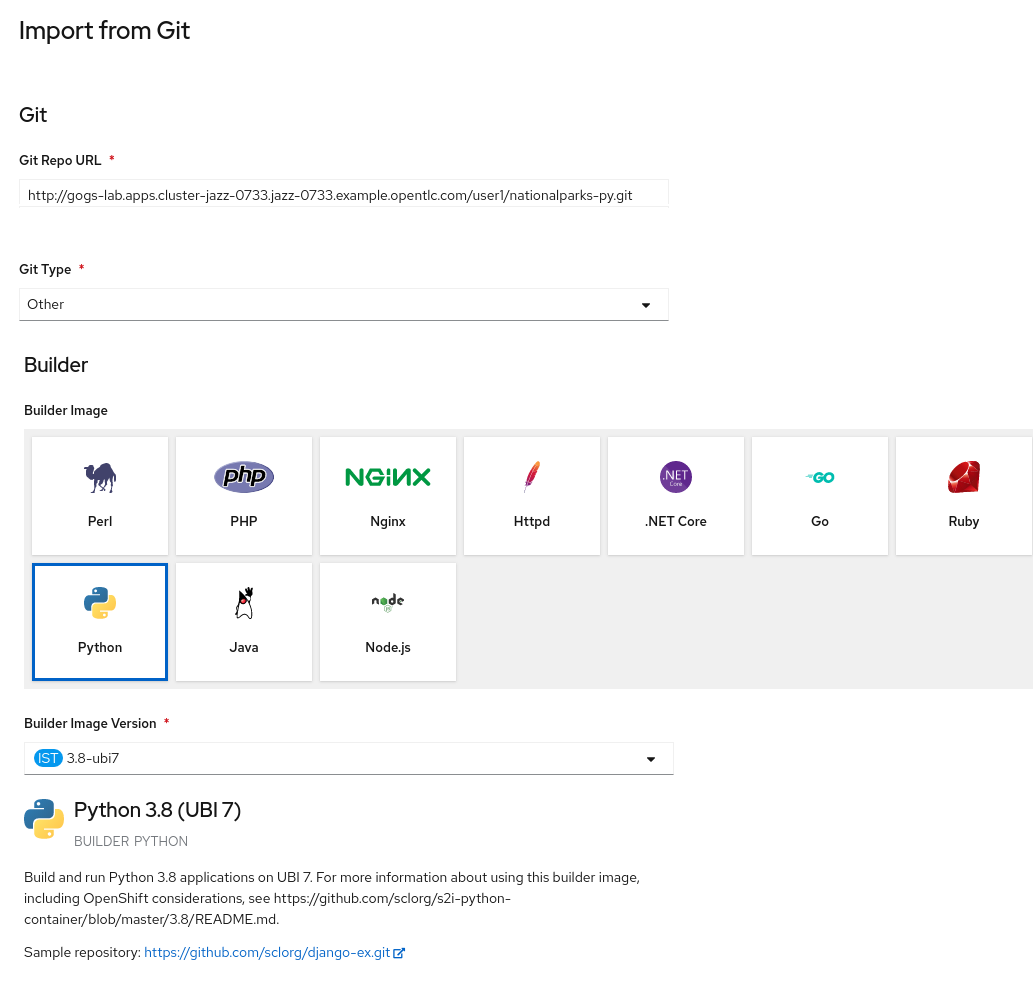 Import from Git
Git
Git Repo URL *
http://gogs-lab.apps.cluster-jazz-0733.jazz-0733.example.opentlc.com/user1/nationalparks-py.git
Git Type *
Other
Builder
Builder Image
php NGINX .NET Core GO node JS
Perl PHP Nginx Httpd .NET Core Go Ruby
Python Java Node.js
Builder Image Version *
IST 3.8-ubi7
Python 3.8 (UBI 7)
BUILDER PYTHON
Build and run Python 3.8 applications on UBI 7. For more information about using this builder image,
including OpenShift considerations, see https://github.com/sclorg/s2i-python-
container/blob/master/3.8/README.md.
Sample repository: https://github.com/sclorg/django-ex.git